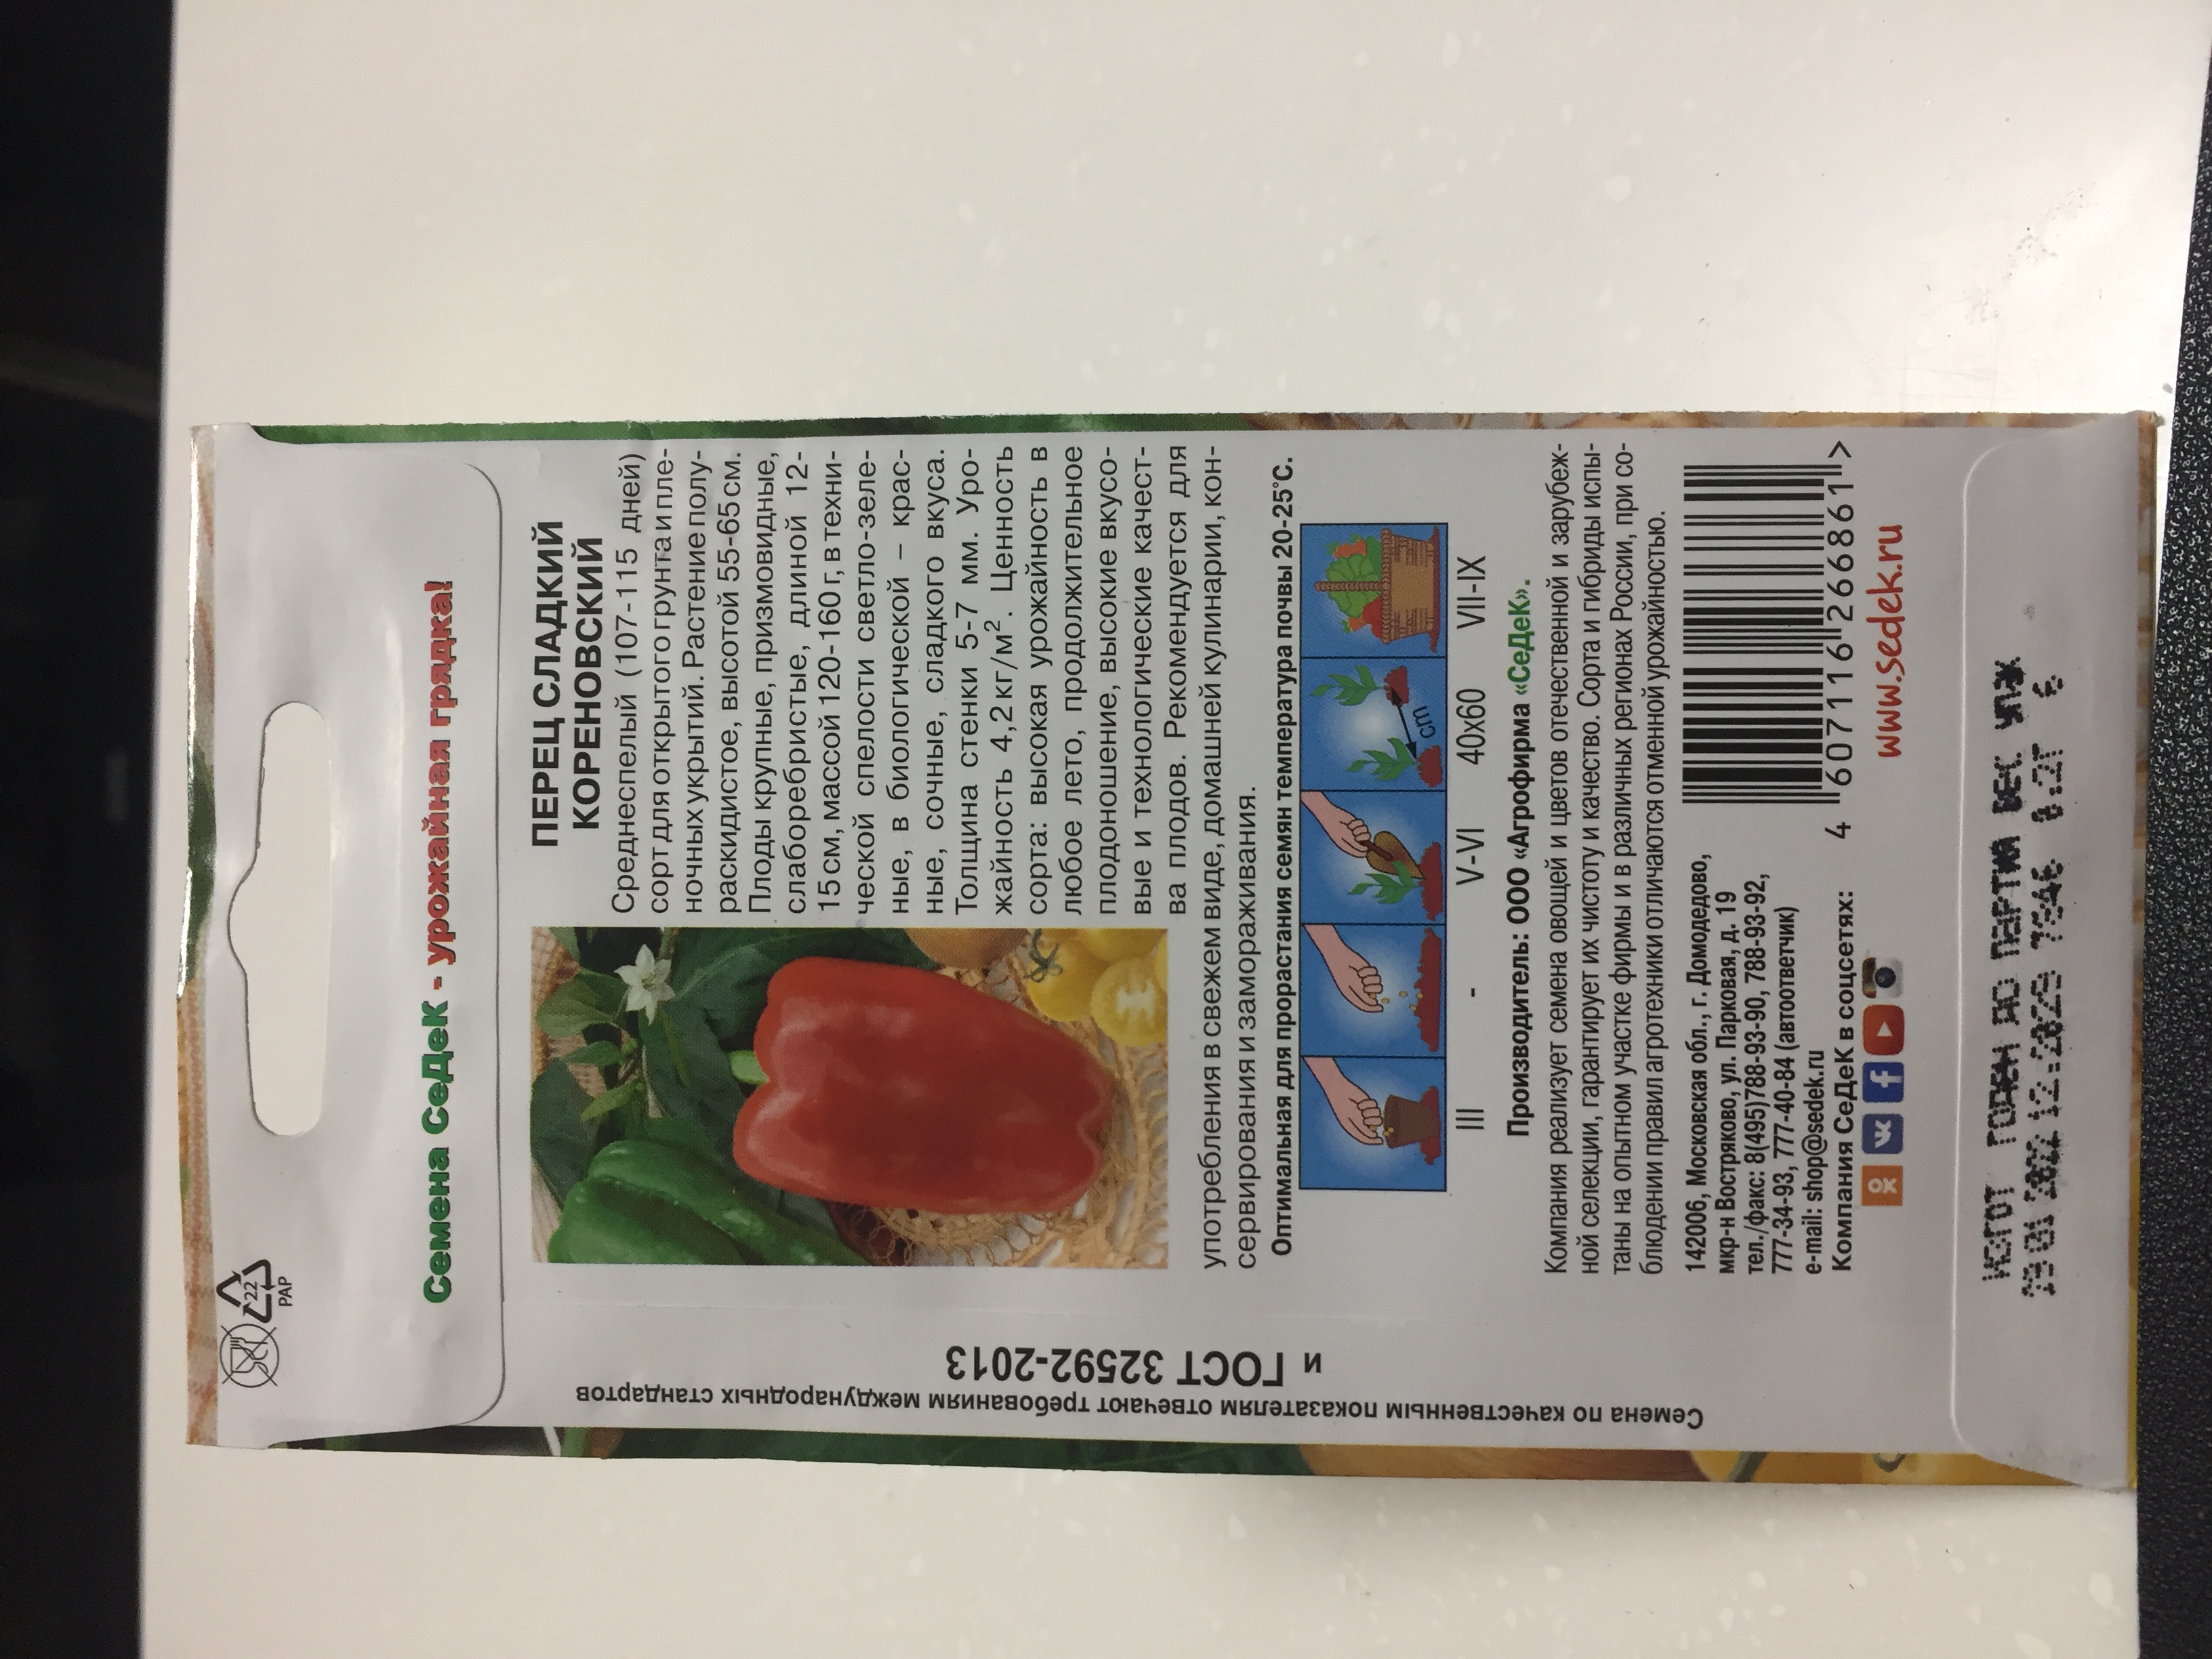 22
PAP
Семена СеДеК - урожайная грядка!
ПЕРЕЦ СЛАДКИЙ
КОРЕНОВСКИЙ
Среднеспелый (107-115 дней)
сорт для открытого грунта и пле-
ночных укрытий. Растение полу-
раскидистое, высотой 55-65 см.
Плоды крупные, призмовидные,
слаборебристые, длиной 12-
15 см, массой 120-160 г, в техни-
ческой спелости светло-зеле-
ные, в биологической – крас-
ные, сочные, сладкого вкуса.
Толщина стенки 5-7 мм. Уро-
жайность 4,2 кг/м². Ценность
сорта: высокая урожайность в
любое лето, продолжительное
плодоношение, высокие вкусо-
вые и технологические качест-
ва плодов. Рекомендуется для
употребления в свежем виде, домашней кулинарии, кон-
сервирования и замораживания.
Оптимальная для прорастания семян температура почвы 20-25°С.
cm
III - V-VI 40x60 VII-IX
Производитель: ООО «Агрофирма «СеДеК».
Компания реализует семена овощей и цветов отечественной и зарубеж-
ной селекции, гарантирует их чистоту и качество. Сорта и гибриды испы-
таны на опытном участке фирмы и в различных регионах России, при со-
блюдении правил агротехники отличаются отменной урожайностью.
142006, Московская обл., г. Домодедово,
мкр-н Востряково, ул. Парковая, д. 19
тел./факс: 8(495)788-93-90, 788-93-92,
777-34-93, 777-40-84 (автоответчик)
e-mail: shop@sedek.ru
Компания СеДеК в соцсетях:
4 607116 266861 >
www.sedek.ru
ИЗГОТ ГОДЕН ДО ПАРТИЯ ВЕС УПЖ
Семена по качественным показателям отвечают требованиям международных стандартов
и ГОСТ 32592-2013